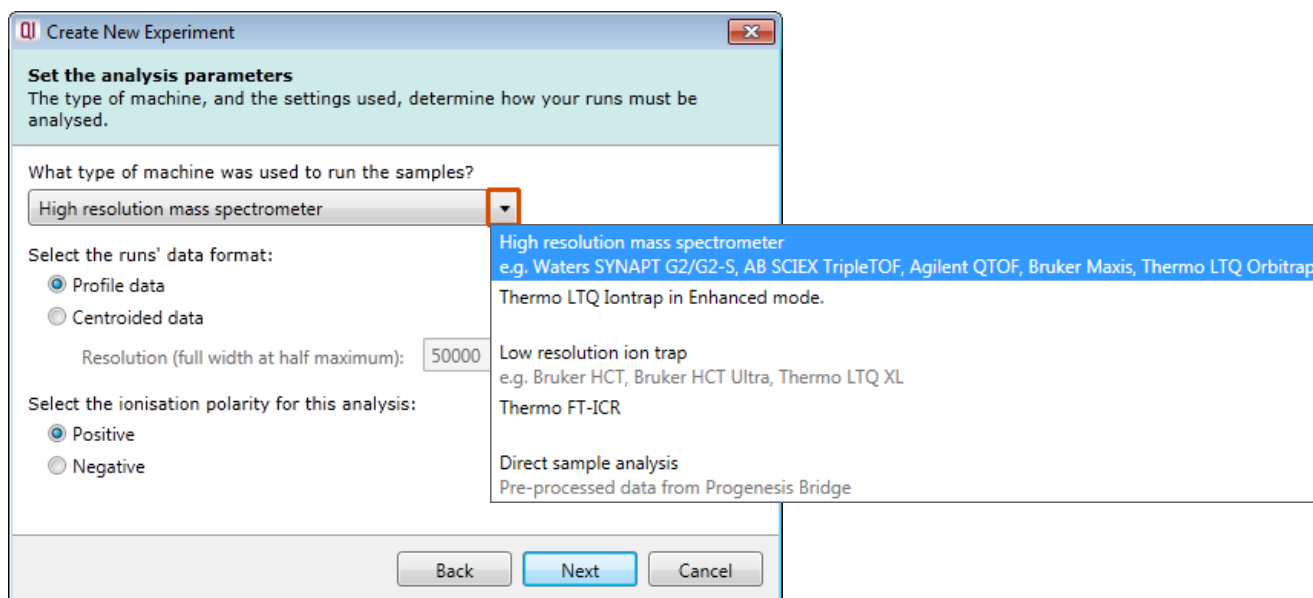 QI Create New Experiment
Set the analysis parameters
The type of machine, and the settings used, determine how your runs must be
analysed.
What type of machine was used to run the samples?
High resolution mass spectrometer
High resolution mass spectrometer
e.g. Waters SYNAPT G2/G2-S, AB SCIEX TripleTOF, Agilent QTOF, Bruker Maxis, Thermo LTQ Orbitrap
Thermo LTQ Iontrap in Enhanced mode.
Low resolution ion trap
e.g. Bruker HCT, Bruker HCT Ultra, Thermo LTQ XL
Thermo FT-ICR
Direct sample analysis
Pre-processed data from Progenesis Bridge
Select the runs' data format:
Profile data
Centroided data
Resolution (full width at half maximum): 50000
Select the ionisation polarity for this analysis:
Positive
Negative
Back Next Cancel